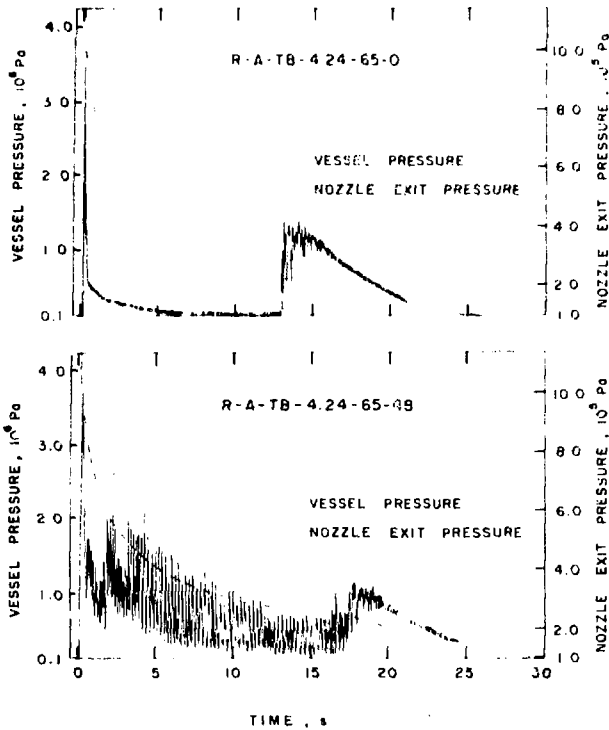 R-A-TB-4.24-65-0
VESSEL PRESSURE
NOZZLE EXIT PRESSURE
VESSEL PRESSURE , 10⁶ Pa
4.0
3.0
2.0
1.0
0.1
NOZZLE EXIT PRESSURE , 10⁵ Pa
10.0
8.0
6.0
4.0
2.0
1.0
R-A-TB-4.24-65-
VESSEL PRESSURE
NOZZLE EXIT PRESSURE
VESSEL PRESSURE , 10⁶ Pa
4.0
3.0
2.0
1.0
0.1
NOZZLE EXIT PRESSURE , 10⁵ Pa
10.0
8.0
6.0
4.0
2.0
1.0
0 5 10 15 20 25 30
TIME , s